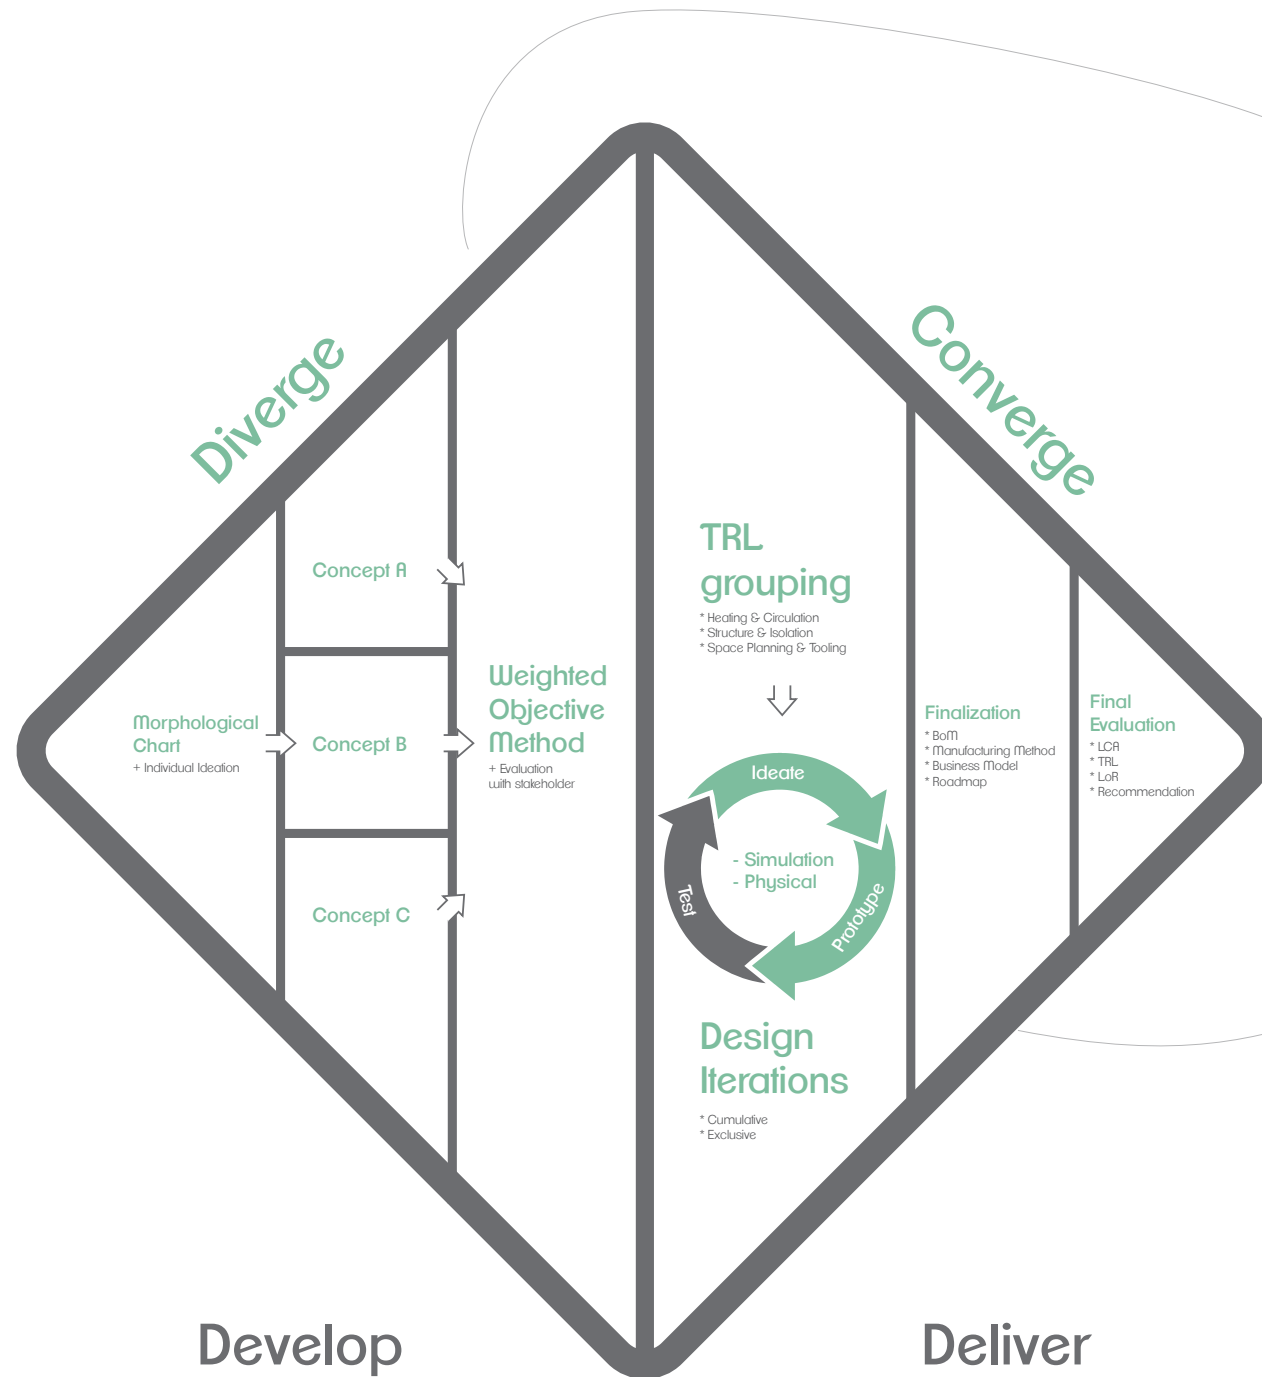 Diverge
Converge
Morphological
Chart
+ Individual Ideation
Concept A
Concept B
Concept C
Weighted
Objective
Method
+ Evaluation
with stakeholder
TRL
grouping
* Heating & Circulation
* Structure & Isolation
* Space Planning & Tooling
Ideate
Prototype
Test
- Simulation
- Physical
Design
Iterations
* Cumulative
* Exclusive
Finalization
* BoM
* Manufacturing Method
* Business Model
* Roadmap
Final
Evaluation
* LCA
* TRL
* LoR
* Recommendation
Develop
Deliver